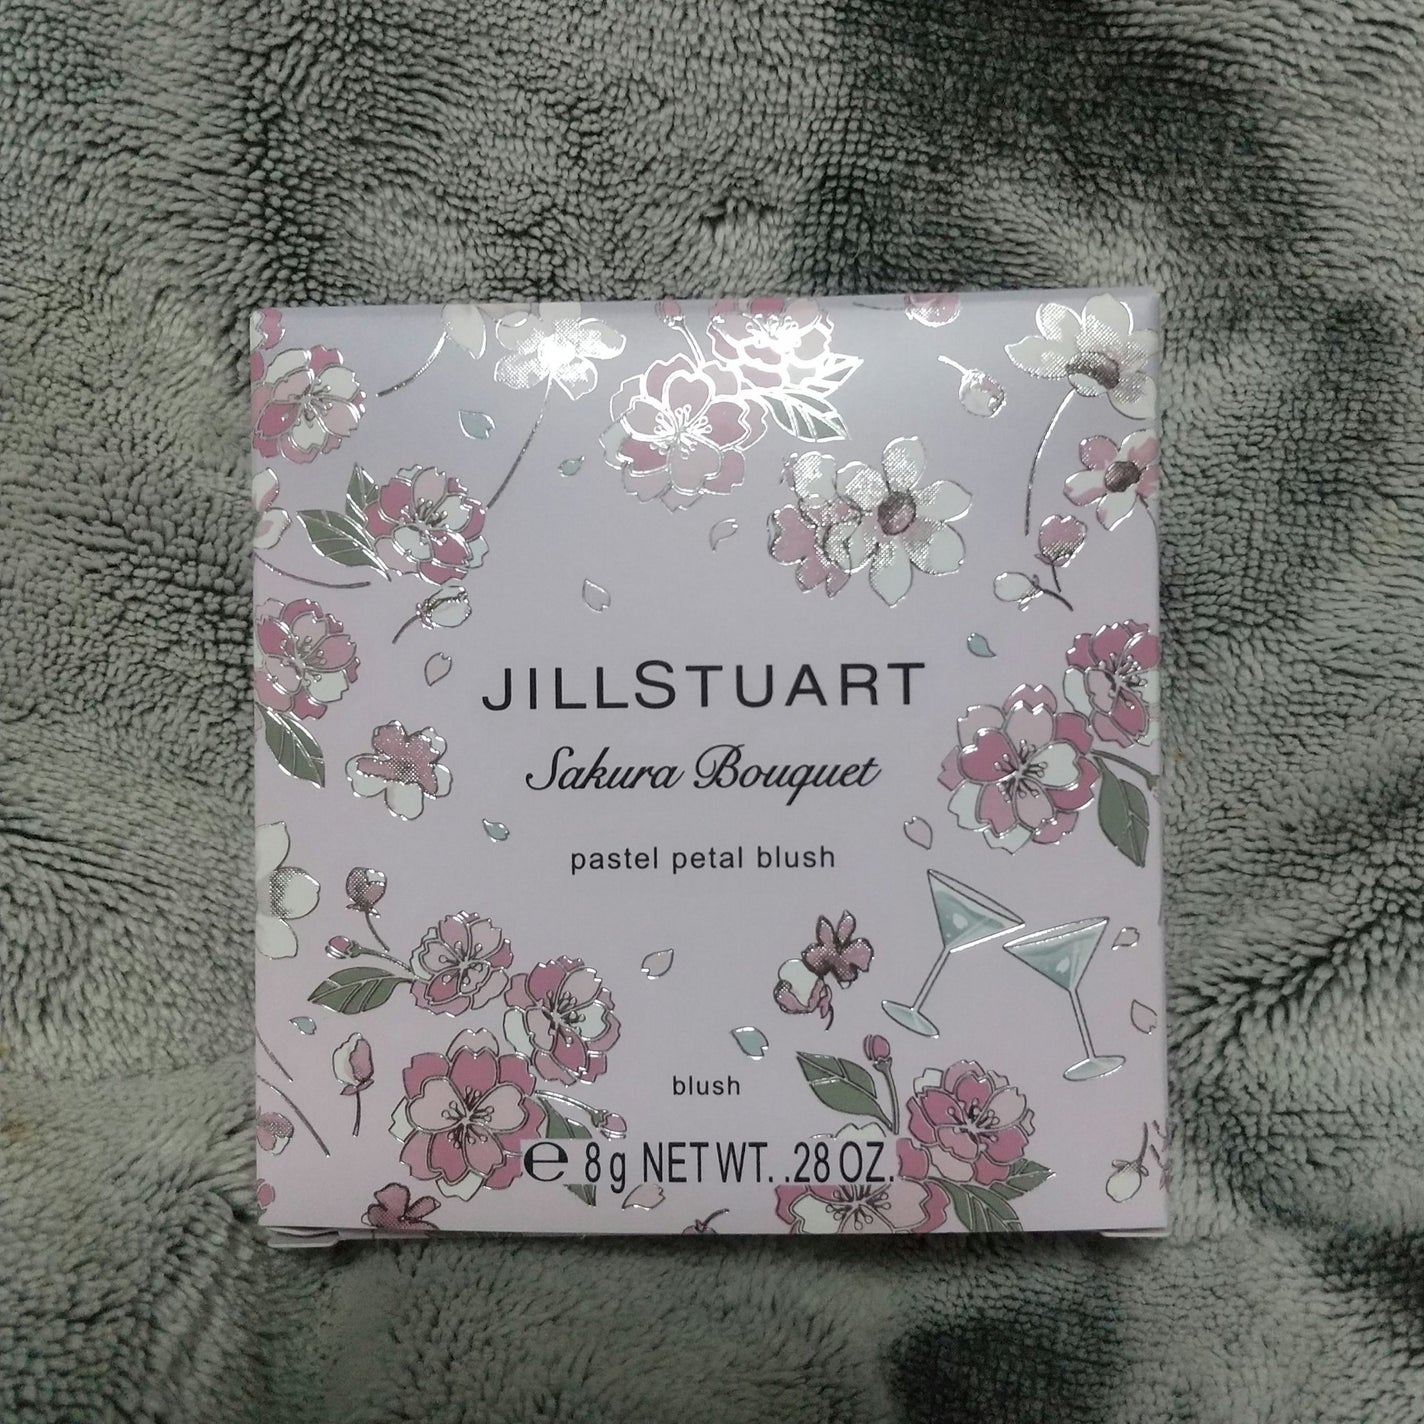 JILLSTUART
Sakura Bouquet
pastel petal blush
blush
℮ 8g NET WT. .28 OZ.